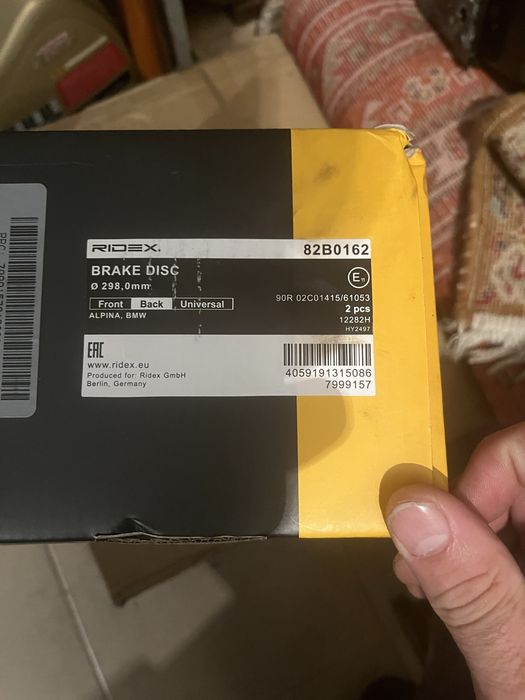 RIDEX. 82B0162
BRAKE DISC
Ø 298,0mm
Front Back Universal
ALPINA, BMW
90R 02C01415/61053
2 pcs
12282H
HY2497
EAC
www.ridex.eu
Produced for: Ridex GmbH
Berlin, Germany
4059191315086
7999157